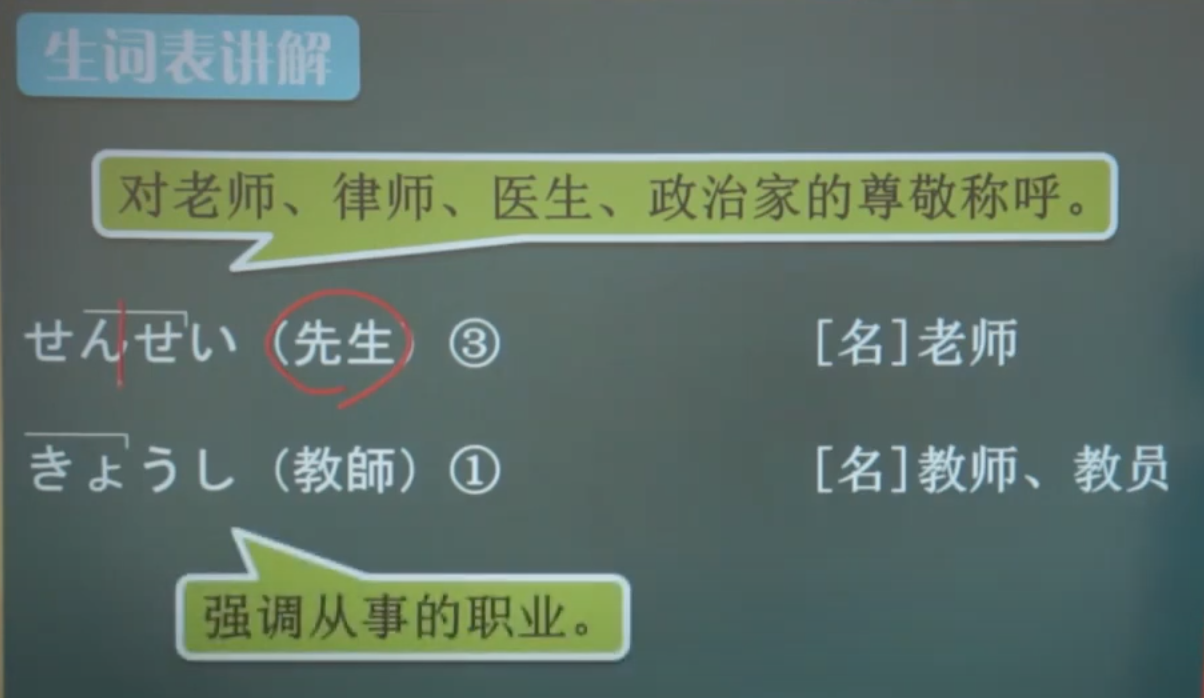 生词表讲解
对老师、律师、医生、政治家的尊敬称呼。
せんせい（先生）③ [名]老师
きょうし（教師）① [名]教师、教员
强调从事的职业。